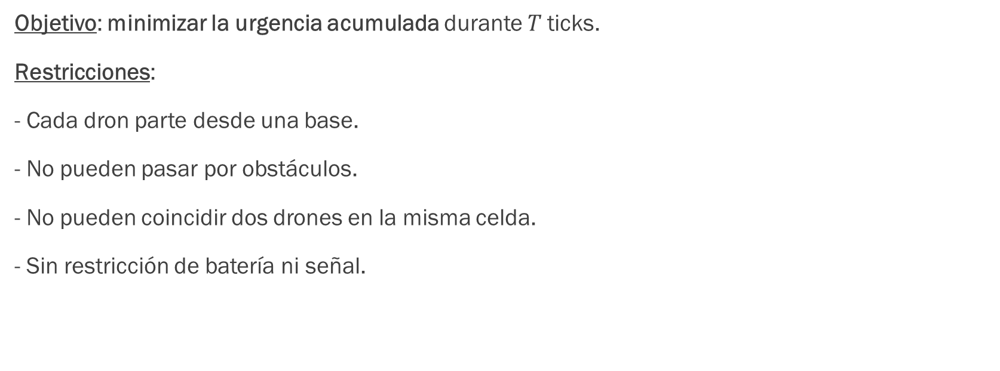 Objetivo: minimizar la urgencia acumulada durante T ticks.
Restricciones:
- Cada dron parte desde una base.
- No pueden pasar por obstáculos.
- No pueden coincidir dos drones en la misma celda.
- Sin restricción de batería ni señal.